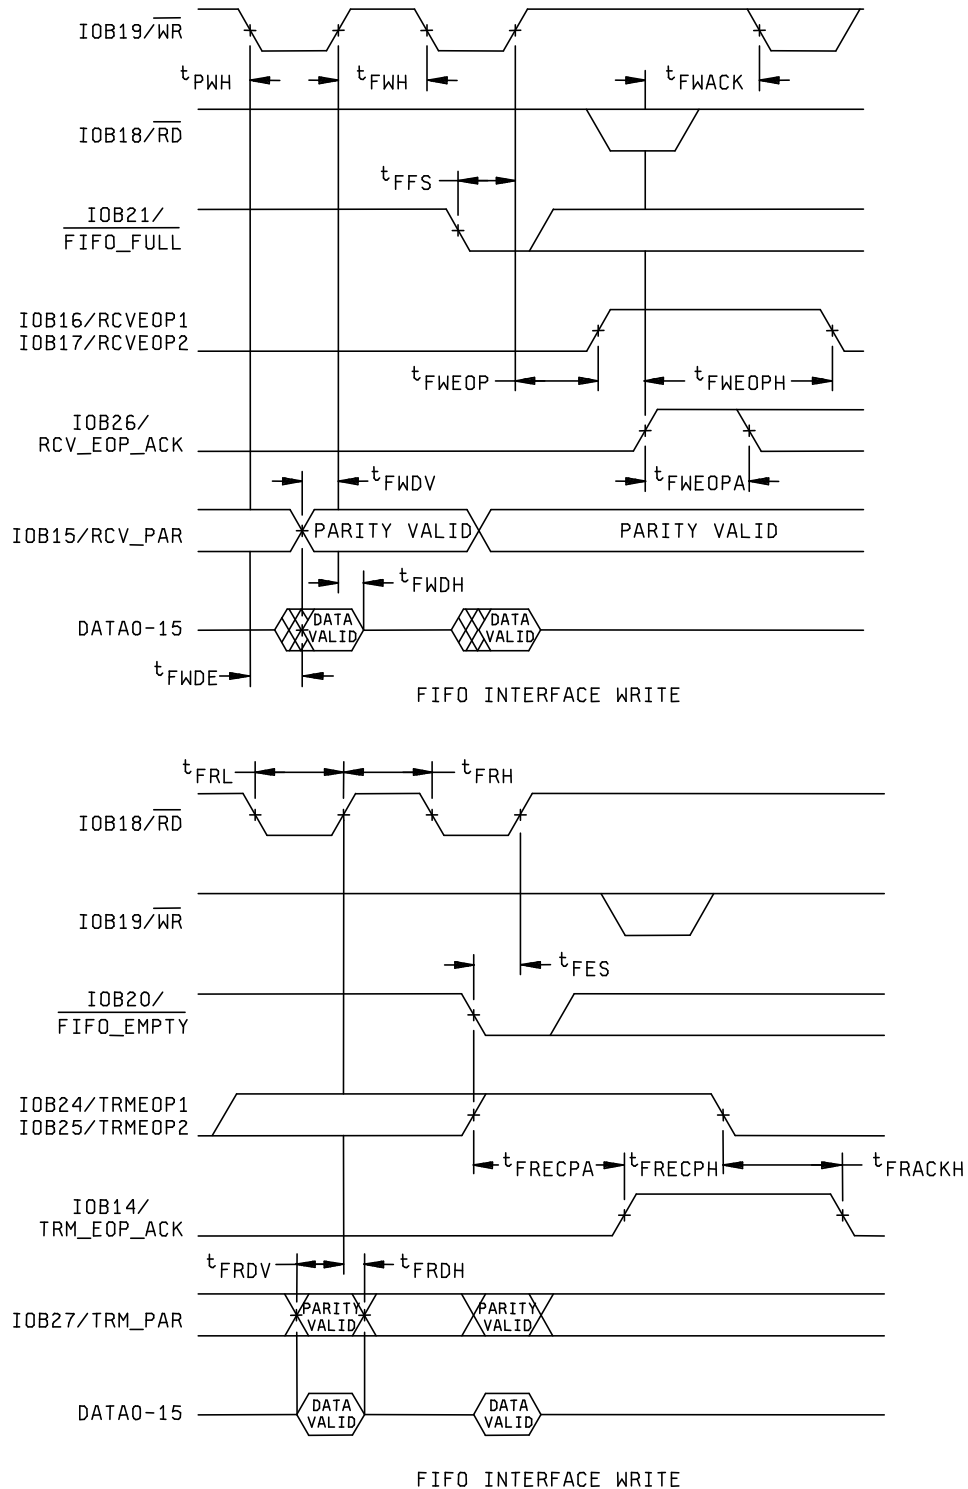 IOB19/WR
tPWH
tFWH
tFWACK
IOB18/RD
tFFS
IOB21/
FIFO_FULL
IOB16/RCVEOP1
IOB17/RCVEOP2
tFWEOP
tFWEOPH
IOB26/
RCV_EOP_ACK
tFWDV
tFWEOPA
IOB15/RCV_PAR
PARITY VALID
PARITY VALID
tFWDH
DATA0-15
DATA
VALID
DATA
VALID
tFWDE
FIFO INTERFACE WRITE
tFRL
tFRH
IOB18/RD
IOB19/WR
tFES
IOB20/
FIFO_EMPTY
IOB24/TRMEOP1
IOB25/TRMEOP2
tFRECPA
tFRECPH
tFRACKH
IOB14/
TRM_EOP_ACK
tFRDV
tFRDH
IOB27/TRM_PAR
PARITY
VALID
PARITY
VALID
DATA0-15
DATA
VALID
DATA
VALID
FIFO INTERFACE WRITE